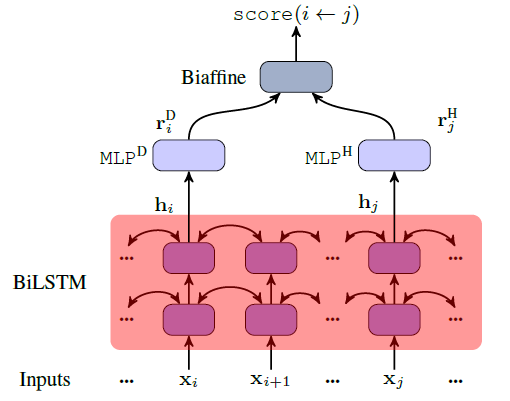 score(i ← j)
Biaffine
r_i^D r_j^H
MLP^D MLP^H
h_i h_j
... ... ...
BiLSTM
... ... ...
Inputs ... x_i x_{i+1} ... x_j ...